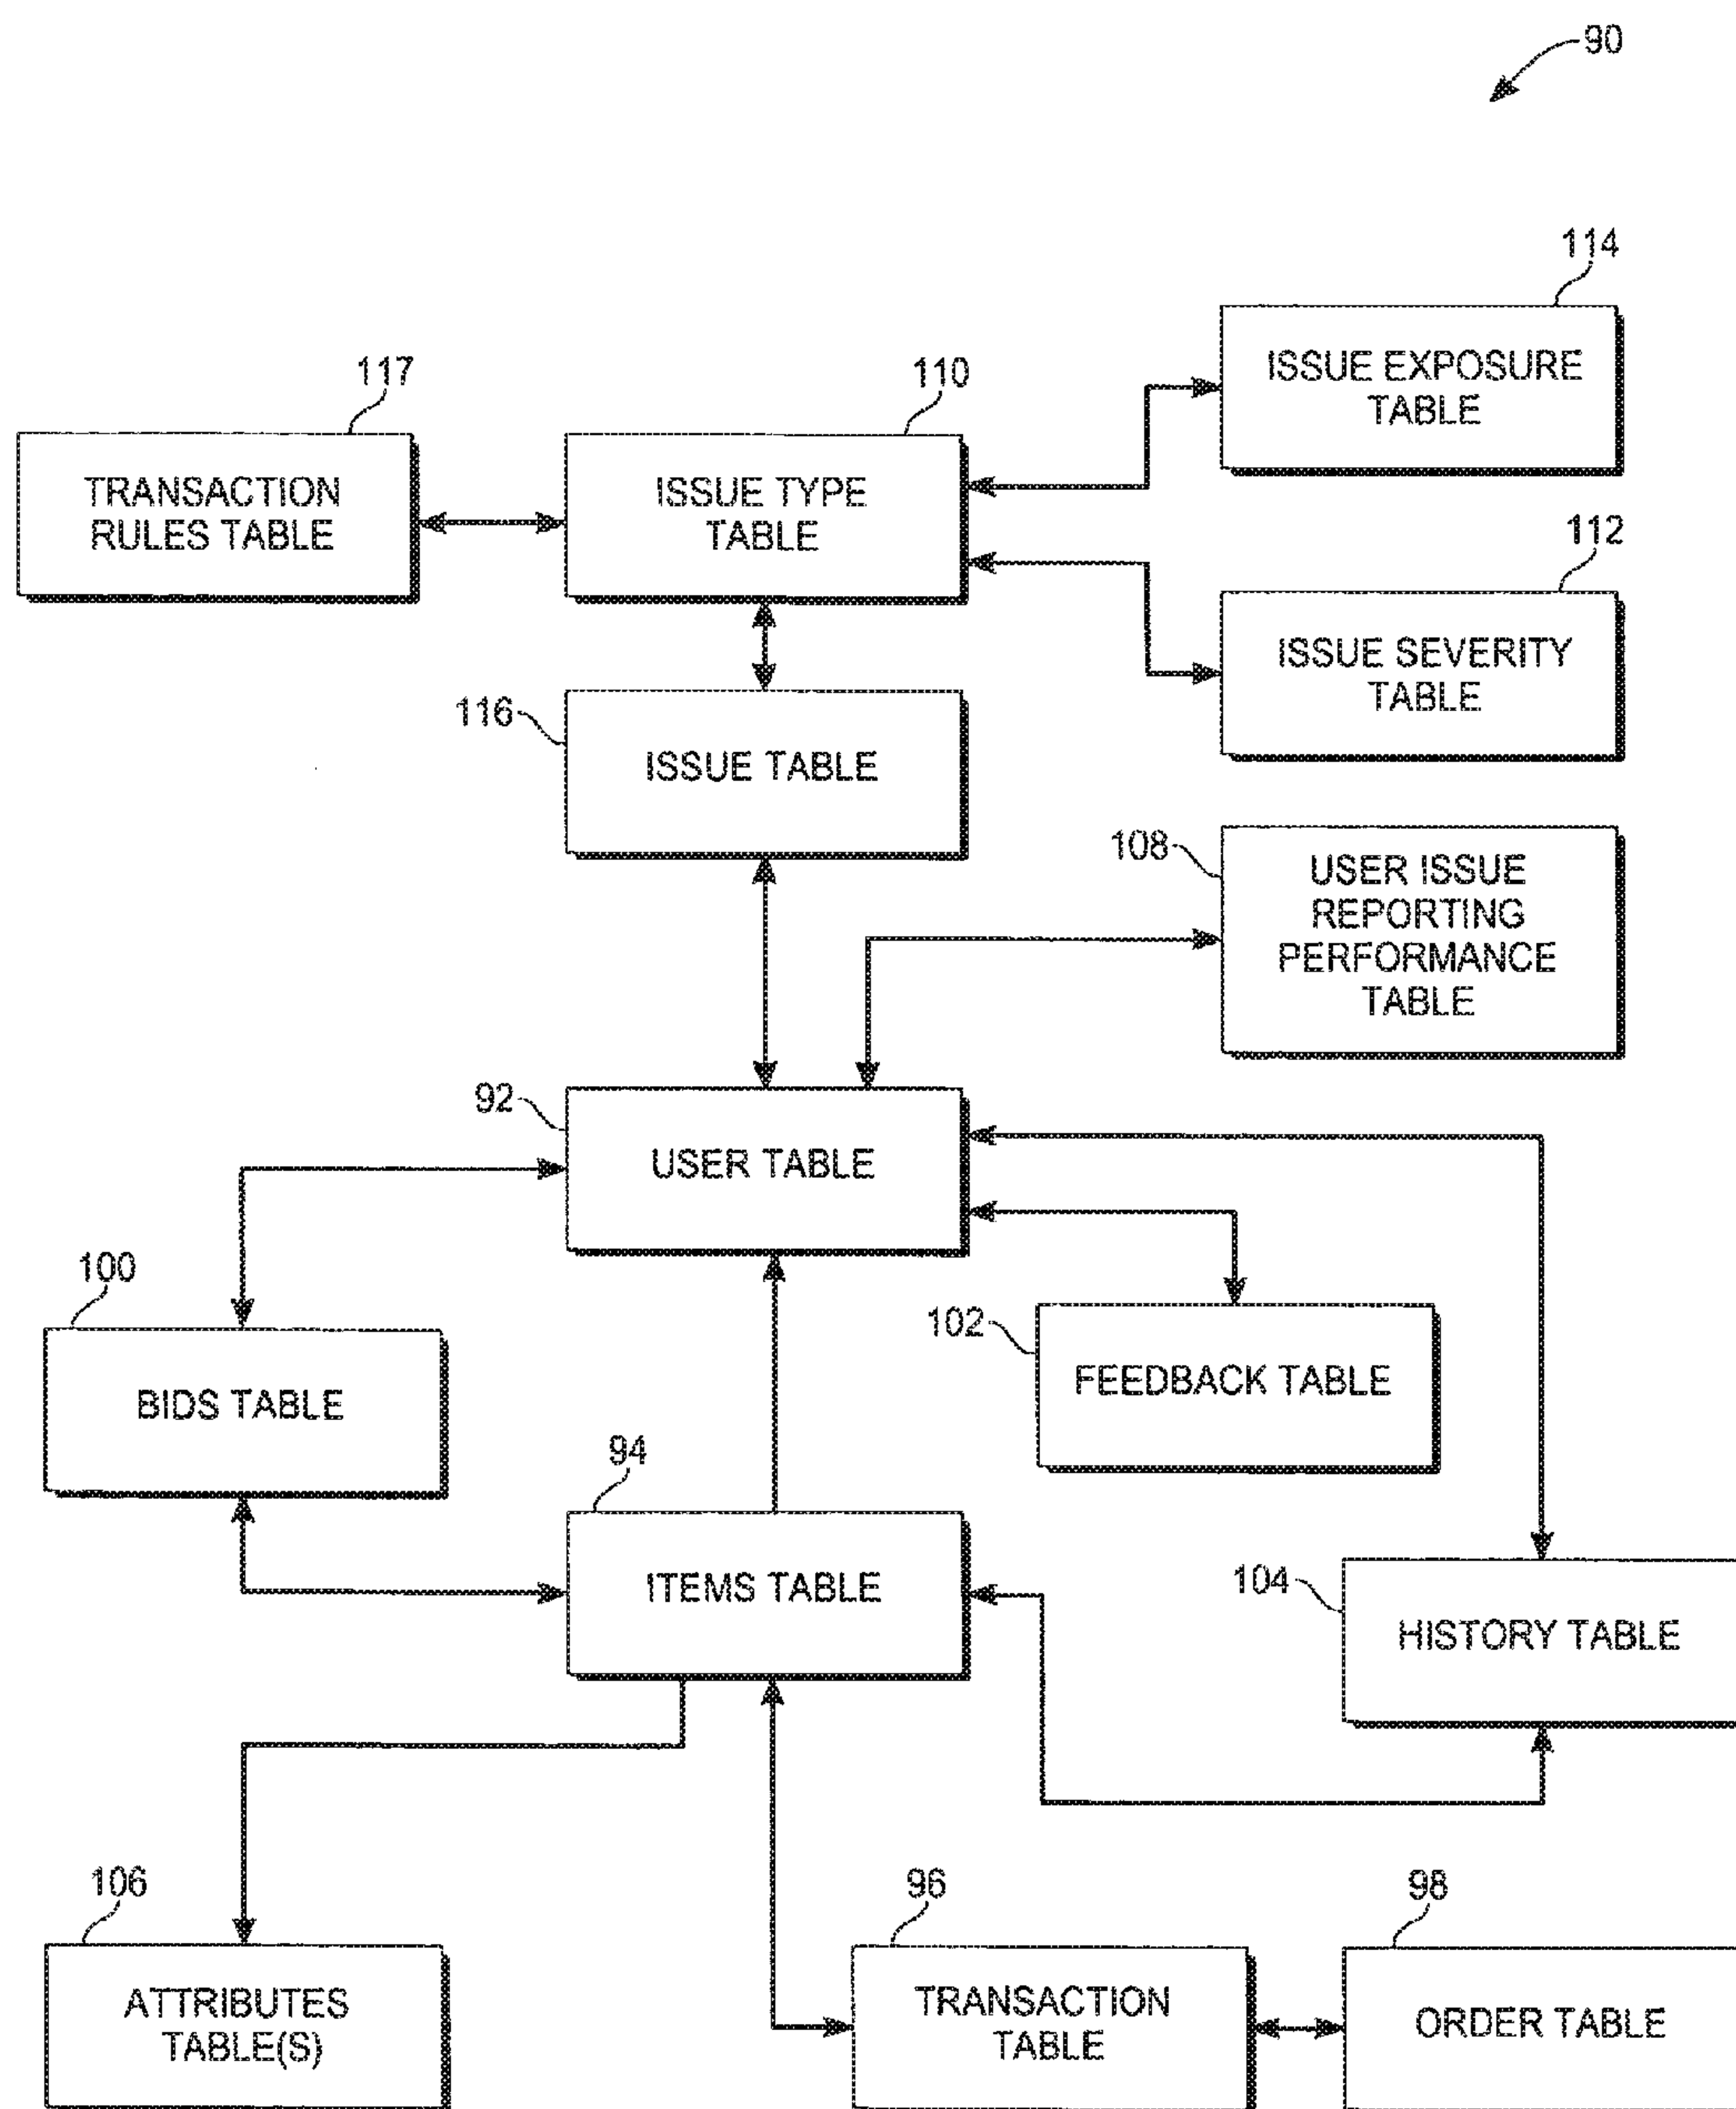 90
114
ISSUE EXPOSURE
TABLE
117
TRANSACTION
RULES TABLE
110
ISSUE TYPE
TABLE
112
ISSUE SEVERITY
TABLE
116
ISSUE TABLE
108
USER ISSUE
REPORTING
PERFORMANCE
TABLE
92
USER TABLE
100
BIDS TABLE
102
FEEDBACK TABLE
94
ITEMS TABLE
104
HISTORY TABLE
106
ATTRIBUTES
TABLE(S)
96
TRANSACTION
TABLE
98
ORDER TABLE